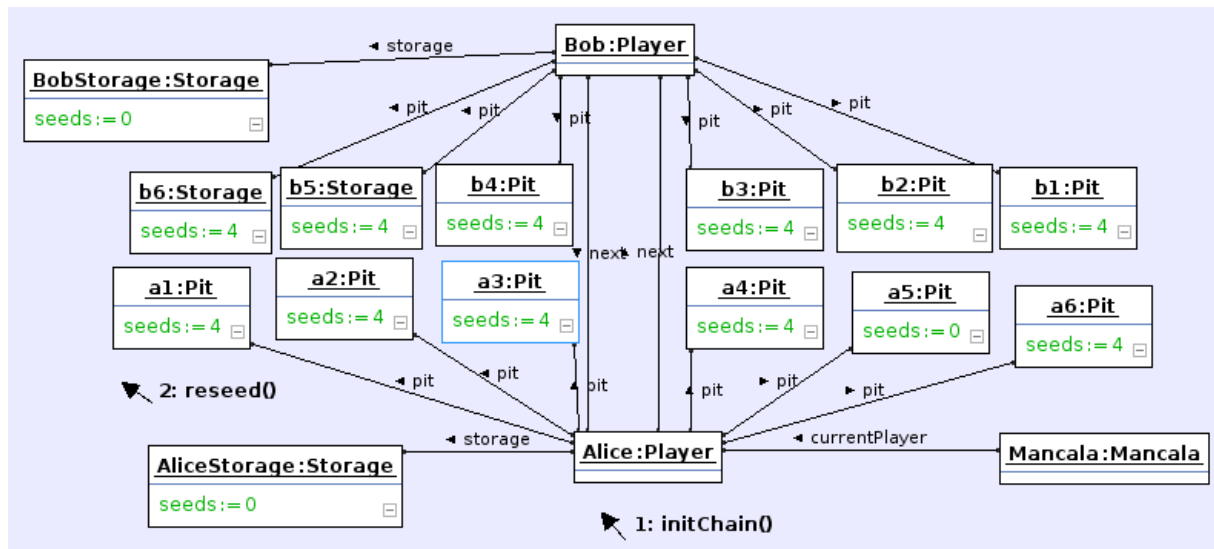 Bob:Player
◄ storage
BobStorage:Storage
seeds:=0
◄ pit
◄ pit
▼ pit
▼ pit
► pit
► pit
b6:Storage
seeds:=4
b5:Storage
seeds:=4
b4:Pit
seeds:=4
b3:Pit
seeds:=4
b2:Pit
seeds:=4
b1:Pit
seeds:=4
▼ next
▲ next
a1:Pit
seeds:=4
a2:Pit
seeds:=4
a3:Pit
seeds:=4
a4:Pit
seeds:=4
a5:Pit
seeds:=0
a6:Pit
seeds:=4
2: reseed()
◄ pit
◄ pit
▲ pit
▲ pit
► pit
► pit
◄ storage
◄ currentPlayer
AliceStorage:Storage
seeds:=0
Alice:Player
Mancala:Mancala
1: initChain()